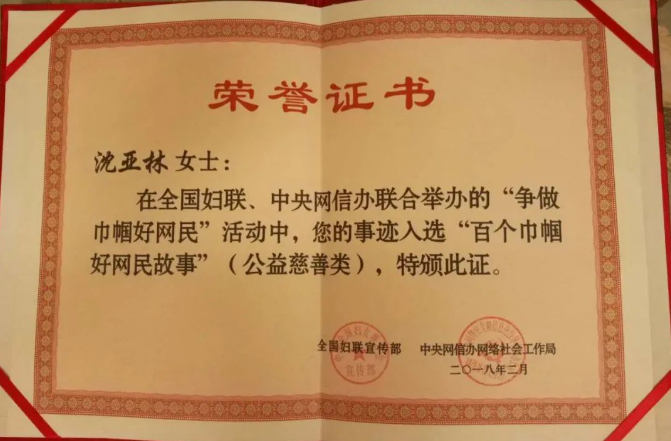 荣誉证书
沈亚林 女士：
在全国妇联、中央网信办联合举办的“争做
巾帼好网民”活动中，您的事迹入选“百个巾帼
好网民故事”（公益慈善类），特颁此证。
全国妇联宣传部 中央网信办网络社会工作局
宣传部
二〇一八年二月